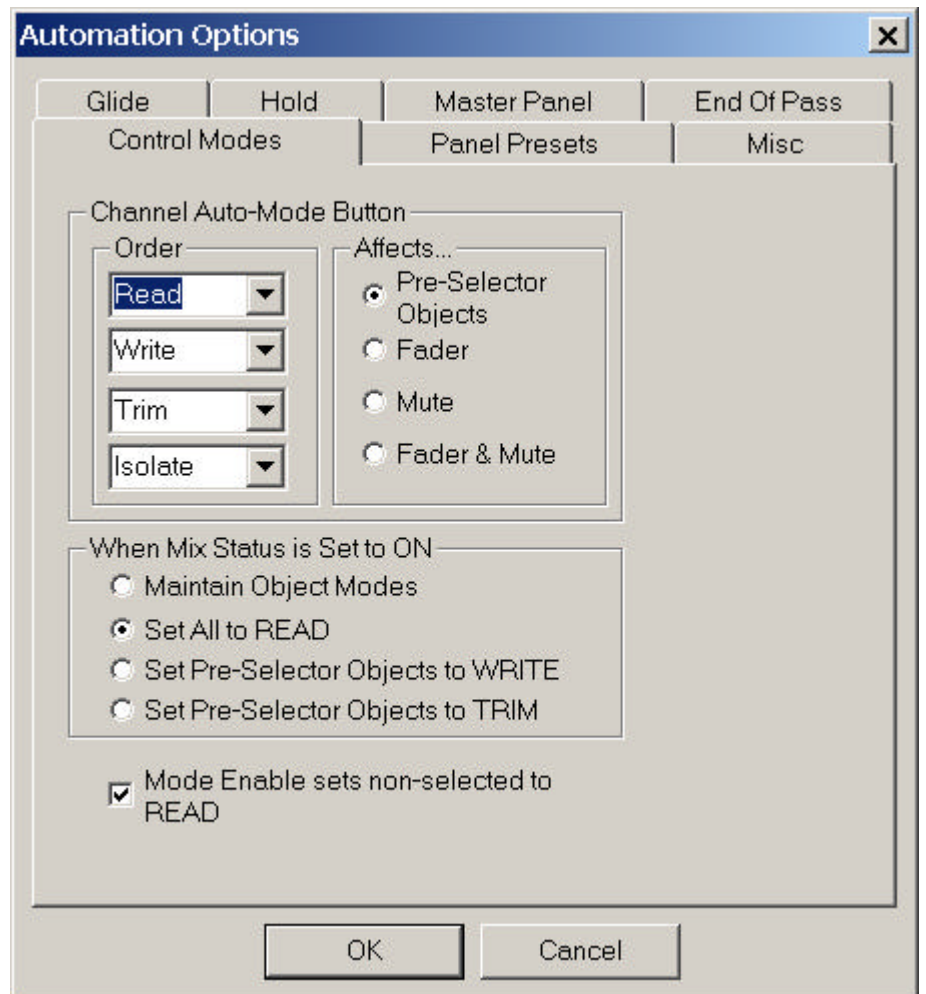 Automation Options
Glide Hold Master Panel End Of Pass
Control Modes Panel Presets Misc
Channel Auto-Mode Button
Order
Read
Write
Trim
Isolate
Affects...
Pre-Selector
Objects
Fader
Mute
Fader & Mute
When Mix Status is Set to ON
Maintain Object Modes
Set All to READ
Set Pre-Selector Objects to WRITE
Set Pre-Selector Objects to TRIM
Mode Enable sets non-selected to
READ
OK Cancel